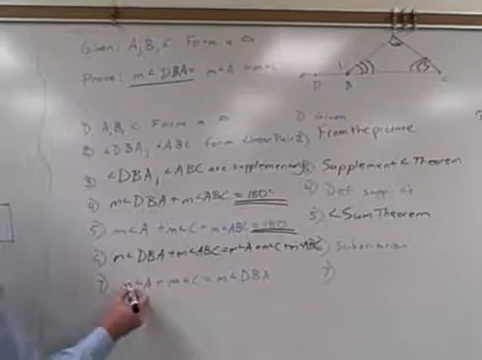 Given: A, B, C Form a △
Prove: m∠DBA = m∠A + m∠C
A
1
D B C
1) A, B, C Form a △ 1) Given
2) ∠DBA, ∠ABC form Linear Pair 2) From the picture
3) ∠DBA, ∠ABC are supplementary 3) Supplement ∠ Theorem
4) m∠DBA + m∠ABC = 180° 4) Def supp ∠'s
5) m∠A + m∠C + m∠ABC = 180 5) ∠Sum Theorem
6) m∠DBA + m∠ABC = m∠A + m∠C + m∠ABC 6) Substitution
7) m∠A + m∠C = m∠DBA 7)